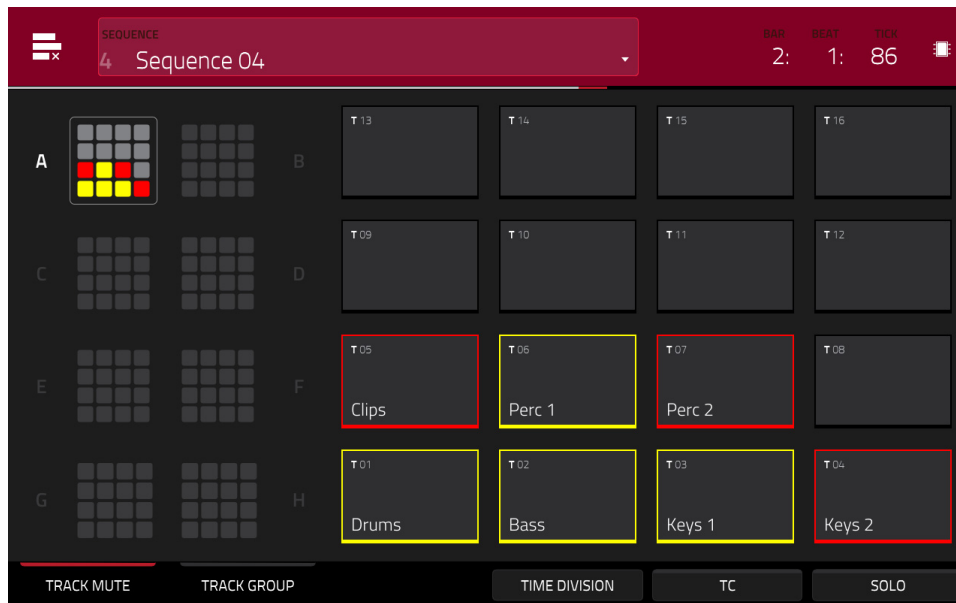 SEQUENCE
4 Sequence 04
BAR BEAT TICK
2: 1: 86
A B
T 13 T 14 T 15 T 16
C D
T 09 T 10 T 11 T 12
E F
T 05 T 06 T 07 T 08
Clips Perc 1 Perc 2
G H
T 01 T 02 T 03 T 04
Drums Bass Keys 1 Keys 2
TRACK MUTE TRACK GROUP TIME DIVISION TC SOLO